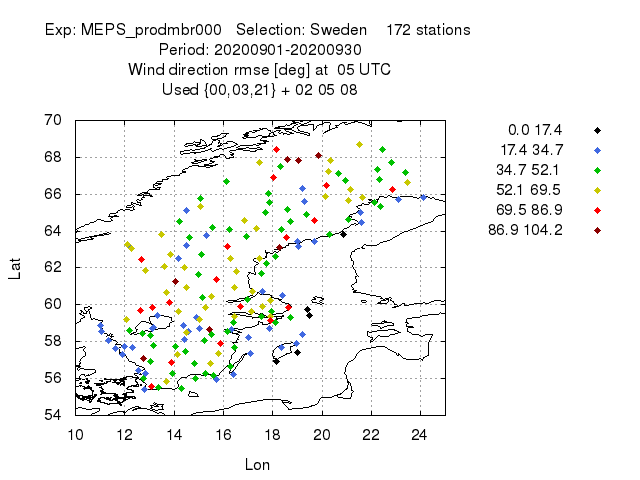 Exp: MEPS_prodmbr000 Selection: Sweden 172 stations
Period: 20200901-20200930
Wind direction rmse [deg] at 05 UTC
Used {00,03,21} + 02 05 08
0.0 17.4
17.4 34.7
34.7 52.1
52.1 69.5
69.5 86.9
86.9 104.2
70
68
66
64
62
60
58
56
54
Lat
10 12 14 16 18 20 22 24
Lon